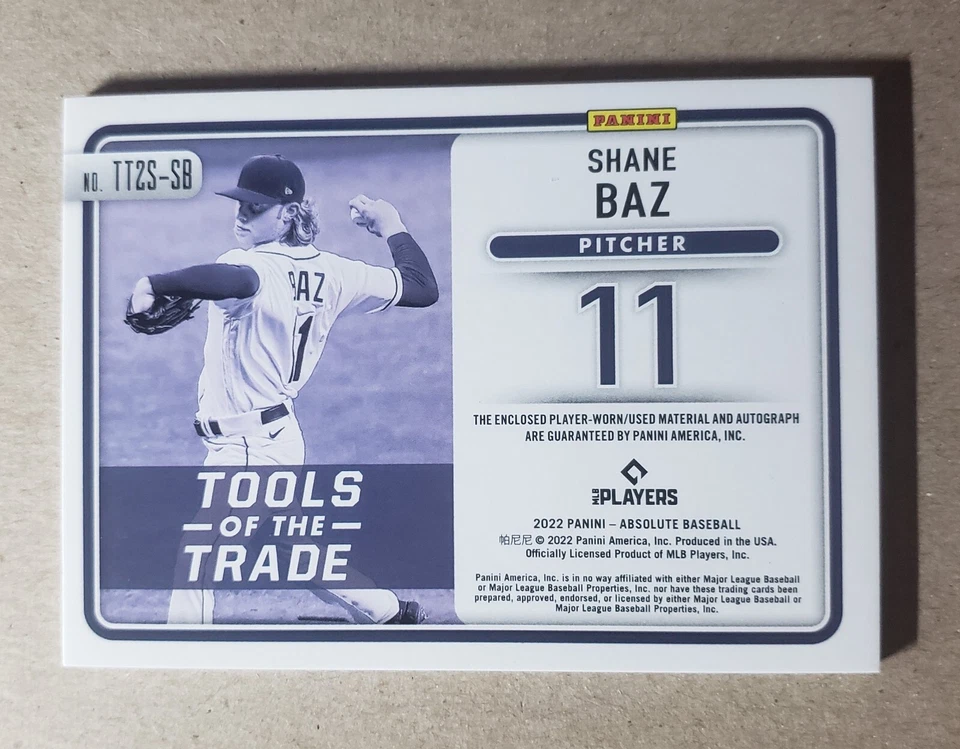 NO. TT2S-SB
BAZ
11
TOOLS
OF THE
TRADE
PANINI
SHANE
BAZ
PITCHER
11
THE ENCLOSED PLAYER-WORN/USED MATERIAL AND AUTOGRAPH
ARE GUARANTEED BY PANINI AMERICA, INC.
MLB PLAYERS
2022 PANINI – ABSOLUTE BASEBALL
帕尼尼 © 2022 Panini America, Inc. Produced in the USA.
Officially Licensed Product of MLB Players, Inc.
Panini America, Inc. is in no way affiliated with either Major League Baseball
or Major League Baseball Properties, Inc. nor have these trading cards been
prepared, approved, endorsed, or licensed by either Major League Baseball or
Major League Baseball Properties, Inc.